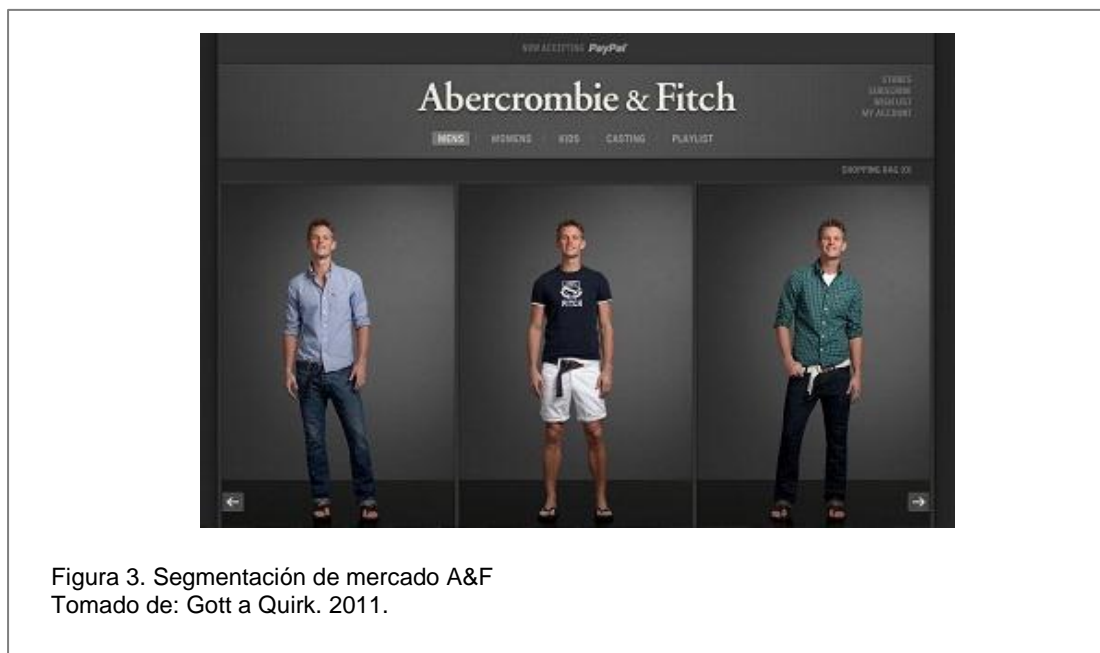 NOW ACCEPTING PayPal
Abercrombie & Fitch
STORES
SUBSCRIBE
WISH LIST
MY ACCOUNT
MENS WOMENS KIDS CASTING PLAYLIST
SHOPPING BAG
FITCH
Figura 3. Segmentación de mercado A&F
Tomado de: Gott a Quirk. 2011.